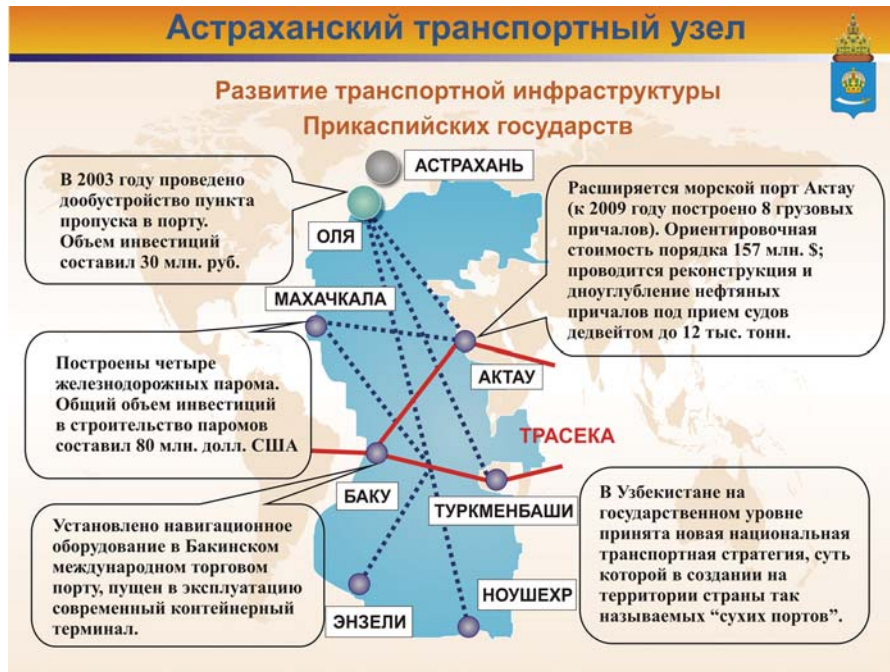 Астраханский транспортный узел
Развитие транспортной инфраструктуры
Прикаспийских государств
АСТРАХАНЬ
В 2003 году проведено
дообустройство пункта
пропуска в порту.
Объем инвестиций
составил 30 млн. руб.
ОЛЯ
Расширяется морской порт Актау
(к 2009 году построено 8 грузовых
причалов). Ориентировочная
стоимость порядка 157 млн. $;
проводится реконструкция и
дноуглубление нефтяных
причалов под прием судов
дедвейтом до 12 тыс. тонн.
МАХАЧКАЛА
АКТАУ
Построены четыре
железнодорожных парома.
Общий объем инвестиций
в строительство паромов
составил 80 млн. долл. США
ТРАСЕКА
БАКУ
ТУРКМЕНБАШИ
Установлено навигационное
оборудование в Бакинском
международном торговом
порту, пущен в эксплуатацию
современный контейнерный
терминал.
В Узбекистане на
государственном уровне
принята новая национальная
транспортная стратегия, суть
которой в создании на
территории страны так
называемых “сухих портов”.
ЭНЗЕЛИ
НОУШЕХР